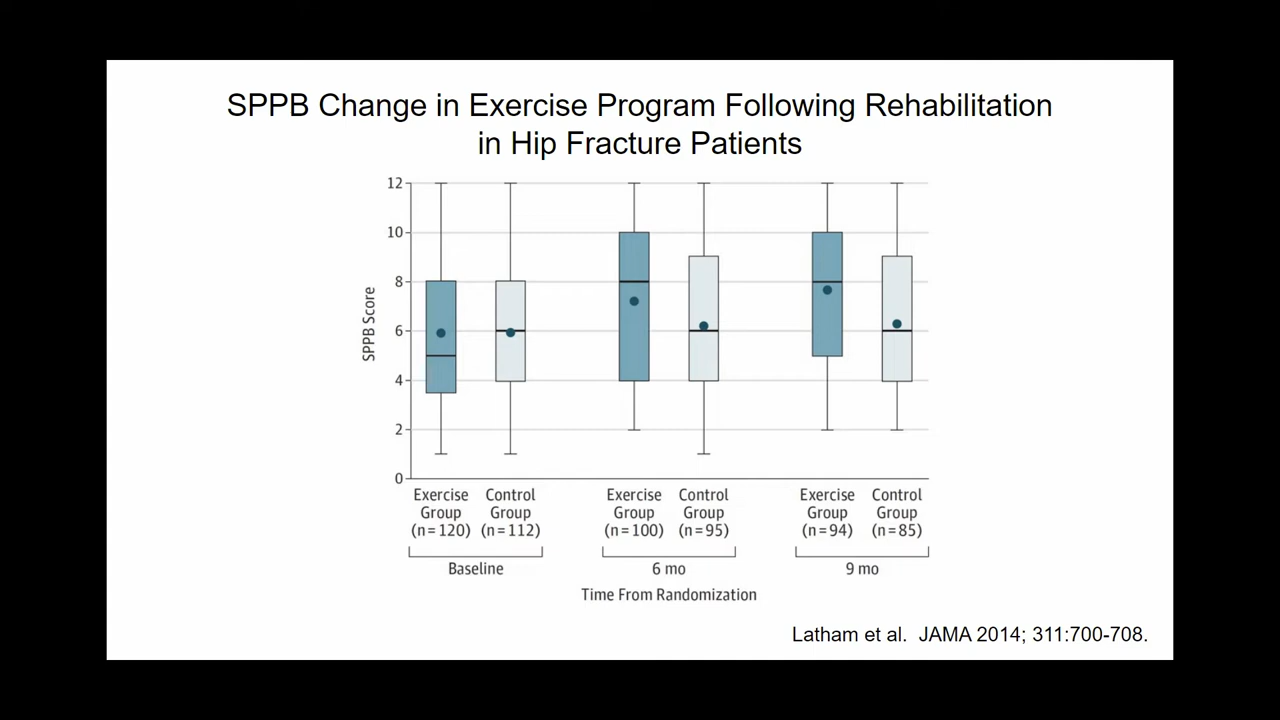 SPPB Change in Exercise Program Following Rehabilitation
in Hip Fracture Patients
12
10
8
6
4
2
0
SPPB Score
Exercise Group (n=120)
Control Group (n=112)
Exercise Group (n=100)
Control Group (n=95)
Exercise Group (n=94)
Control Group (n=85)
Baseline
6 mo
9 mo
Time From Randomization
Latham et al. JAMA 2014; 311:700-708.